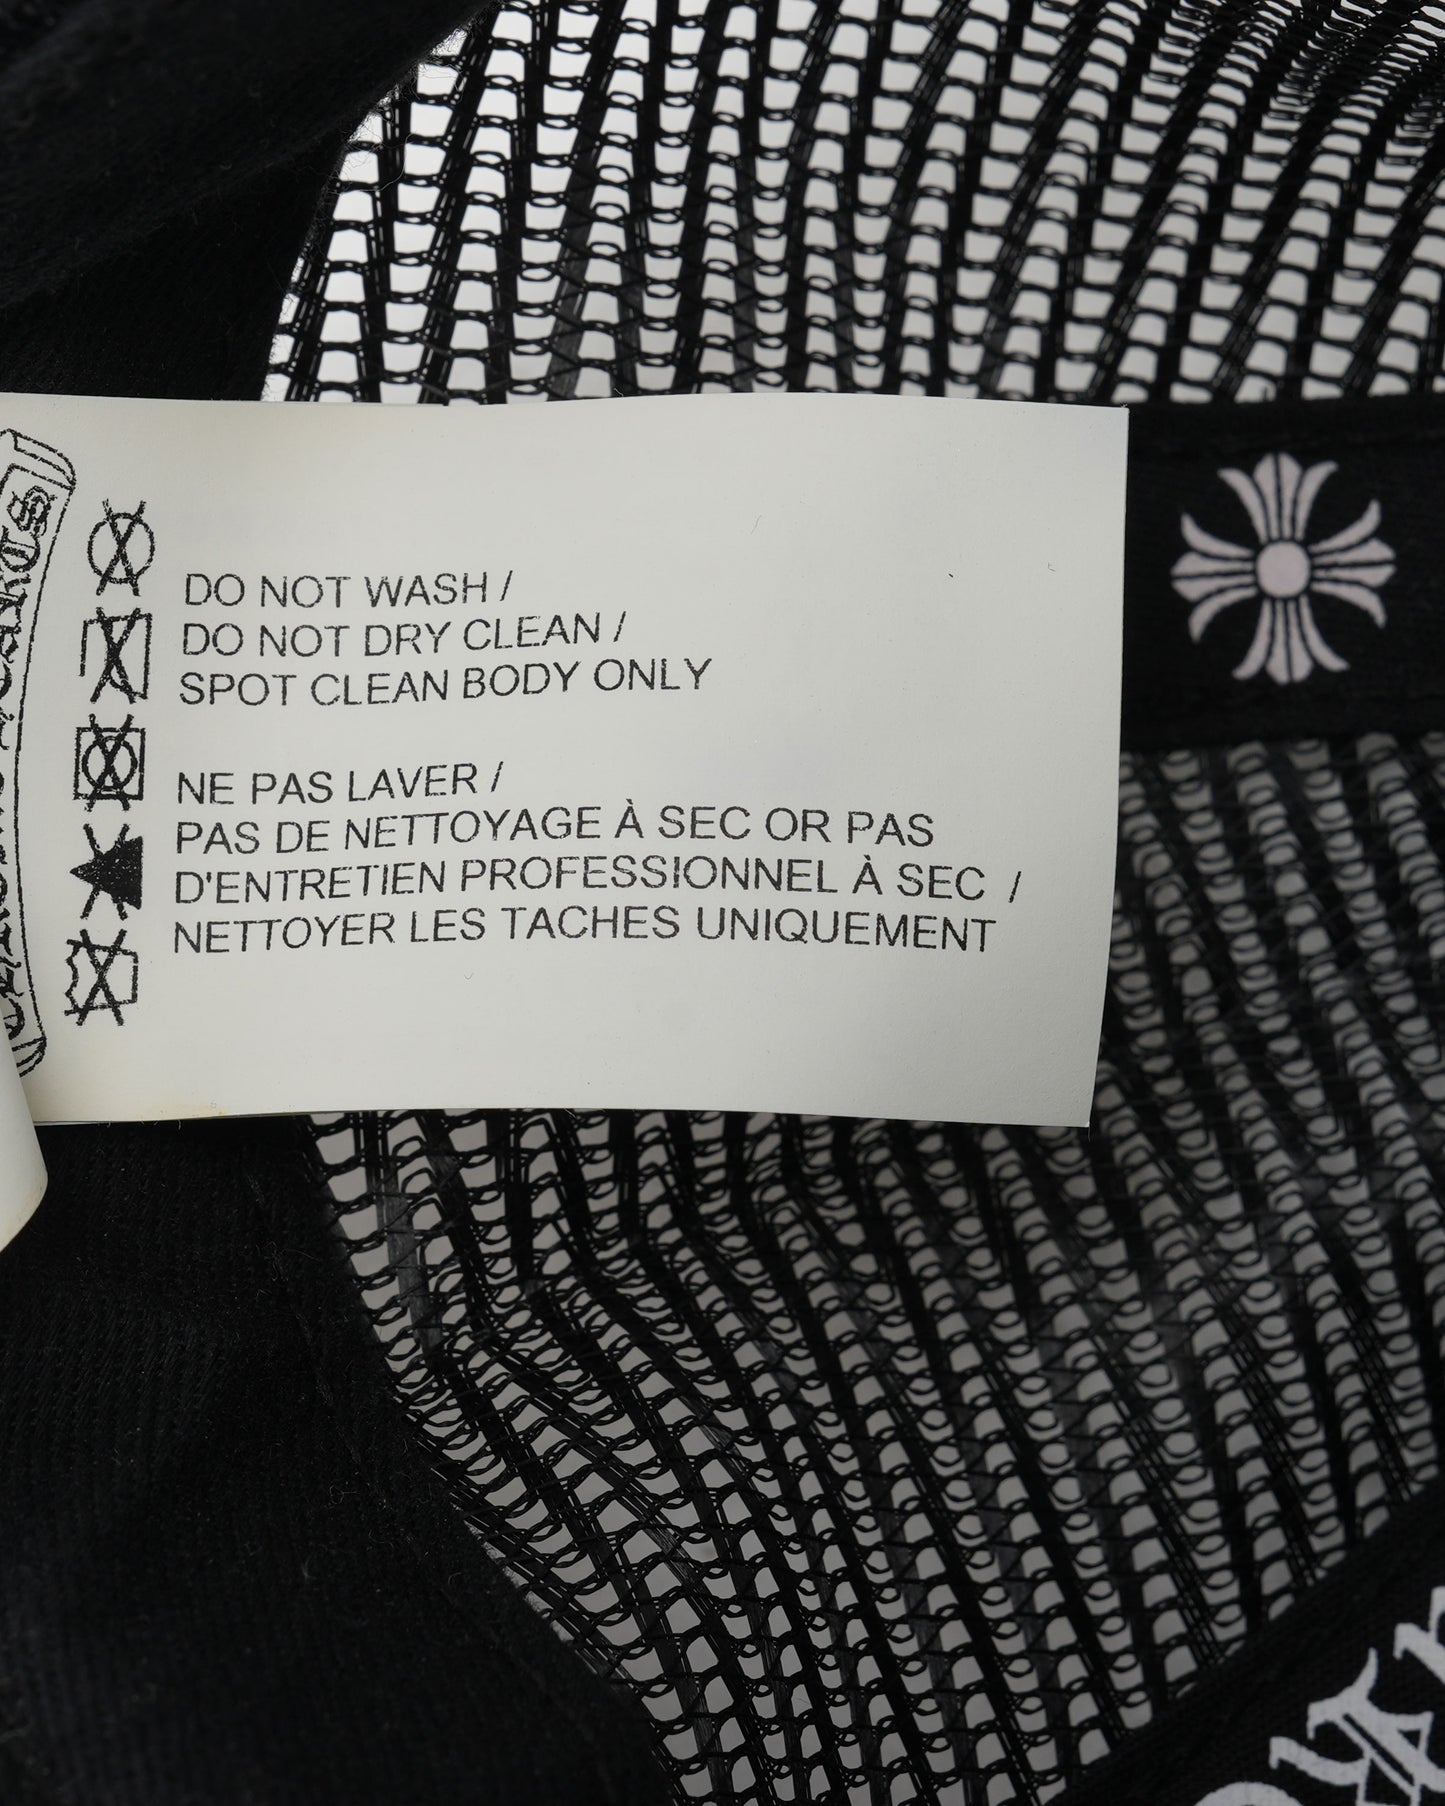 DO NOT WASH /
DO NOT DRY CLEAN /
SPOT CLEAN BODY ONLY
NE PAS LAVER /
PAS DE NETTOYAGE À SEC OR PAS
D'ENTRETIEN PROFESSIONNEL À SEC /
NETTOYER LES TACHES UNIQUEMENT